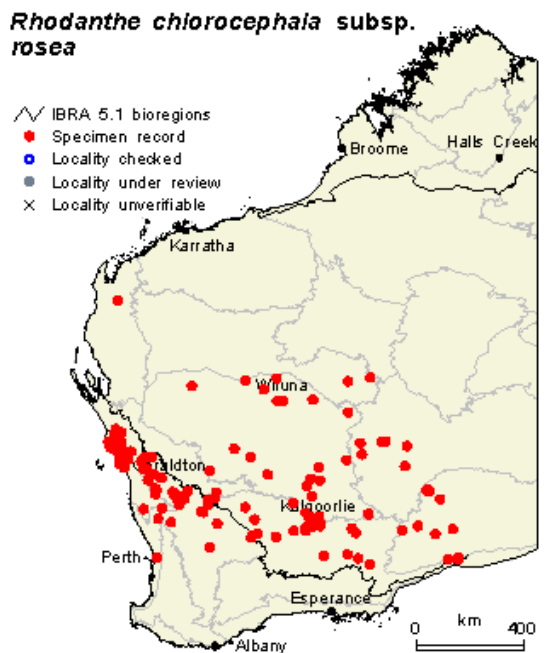 Rhodanthe chlorocephala subsp.
rosea
IBRA 5.1 bioregions
Specimen record
Locality checked
Locality under review
Locality unverifiable
Broome
Halls Creek
Karratha
Wiluna
Geraldton
Kalgoorlie
Perth
Esperance
Albany
km
0 400